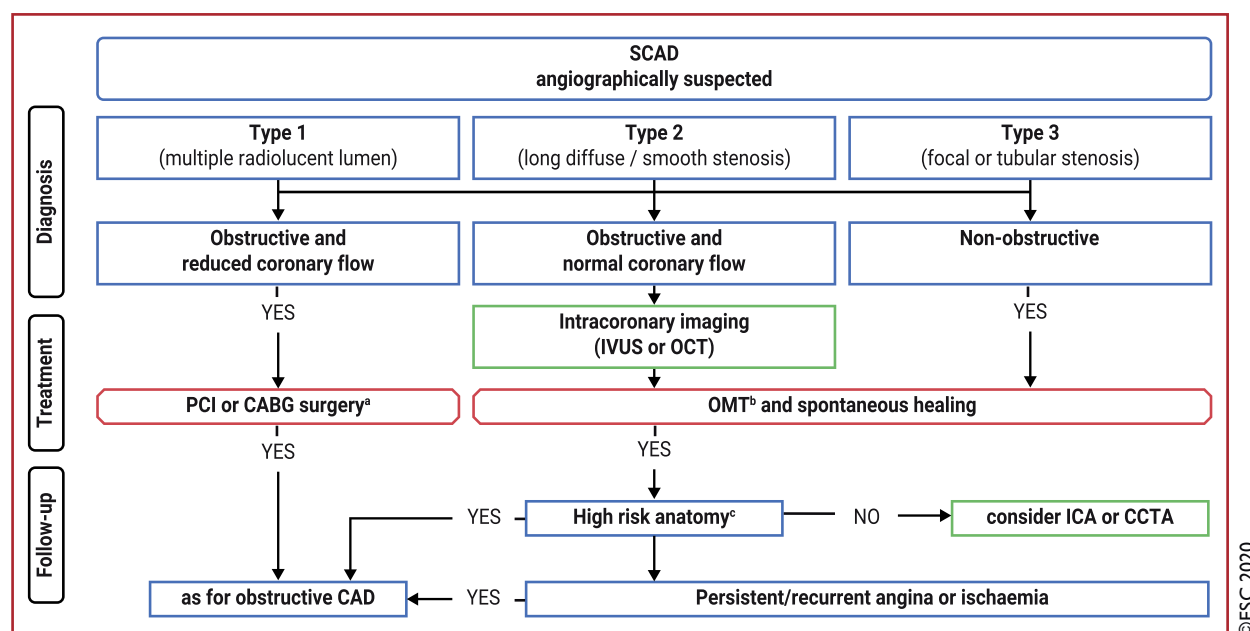 SCAD
angiographically suspected
Diagnosis
Type 1
(multiple radiolucent lumen)
Type 2
(long diffuse / smooth stenosis)
Type 3
(focal or tubular stenosis)
Obstructive and
reduced coronary flow
Obstructive and
normal coronary flow
Non-obstructive
YES
YES
Treatment
Intracoronary imaging
(IVUS or OCT)
PCI or CABG surgeryᵃ
OMTᵇ and spontaneous healing
YES
YES
Follow-up
YES
High risk anatomyᶜ
NO
consider ICA or CCTA
as for obstructive CAD
YES
Persistent/recurrent angina or ischaemia
©ESC 2020